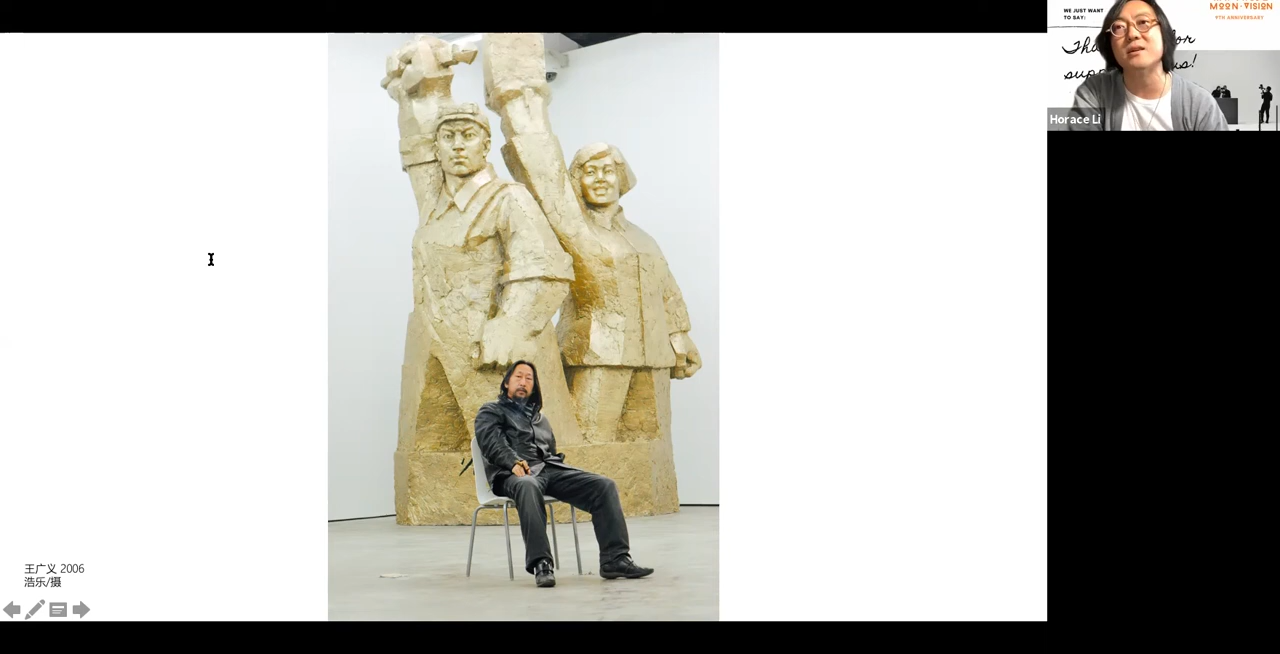 WE JUST WANT
TO SAY:
MOON·VISION
9TH ANNIVERSARY
Horace Li
王广义 2006
浩乐/摄